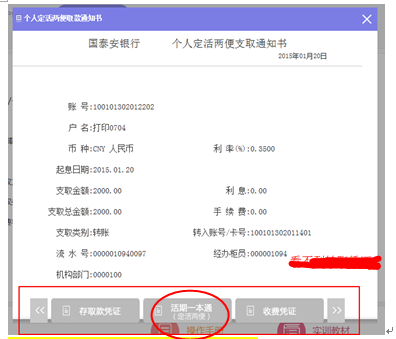 个人定活两便取款通知书
国泰安银行 个人定活两便支取通知书
2015年01月20日
账 号:100101302012202
户 名:打印0704
币 种:CNY 人民币 利 率(%):0.3500
起息日期:2015.01.20
支取金额:2000.00 利 息:0.00
支取总金额:2000.00 手 续 费:0.00
支取类别:转账 转入账号/卡号:100101302011401
流 水 号:0000010940097 经办柜员:000001094
机构部门:0000100
存取款凭证 活期一本通 收费凭证
(定活两便)
操作手册 实训教材